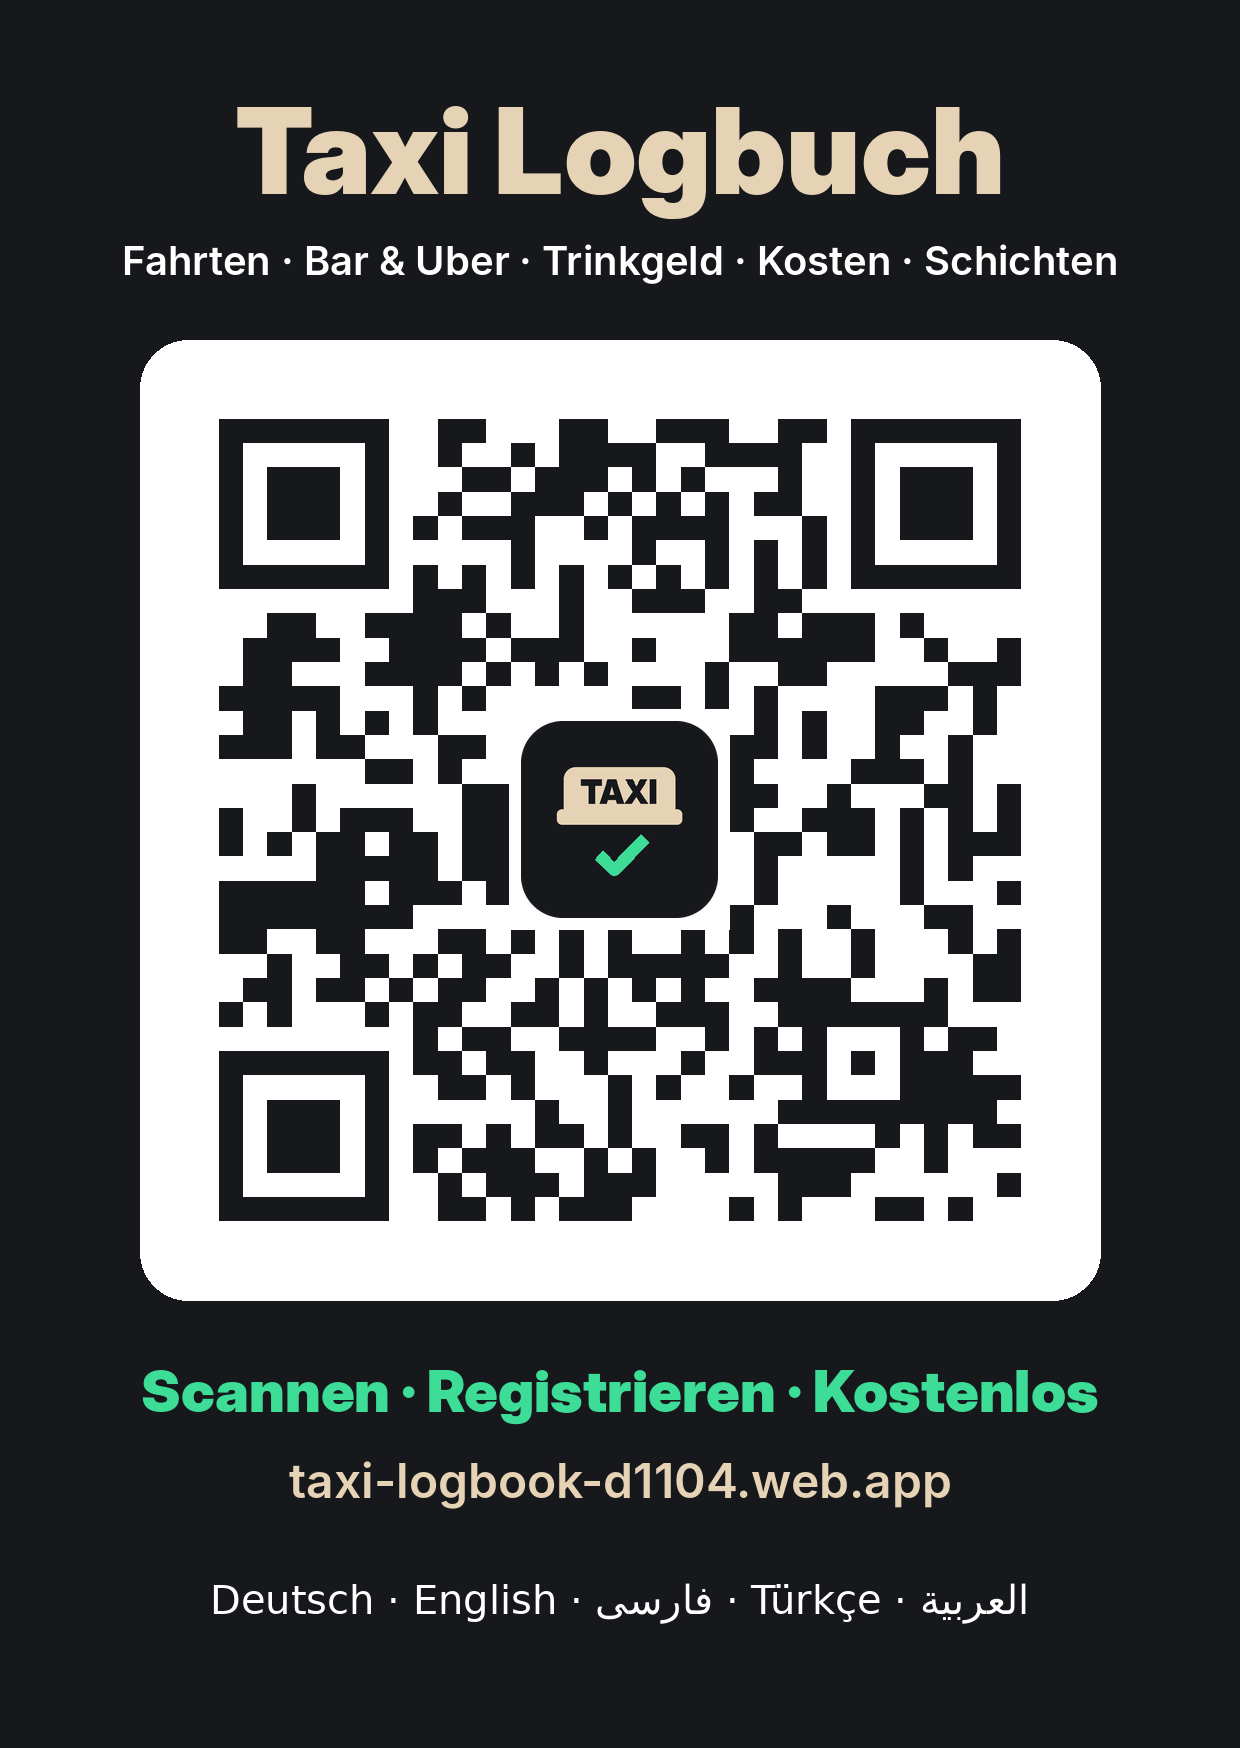 Taxi Logbuch
Fahrten · Bar & Uber · Trinkgeld · Kosten · Schichten
TAXI
Scannen · Registrieren · Kostenlos
taxi-logbook-d1104.web.app
Deutsch · English · فارسی · Türkçe · العربية